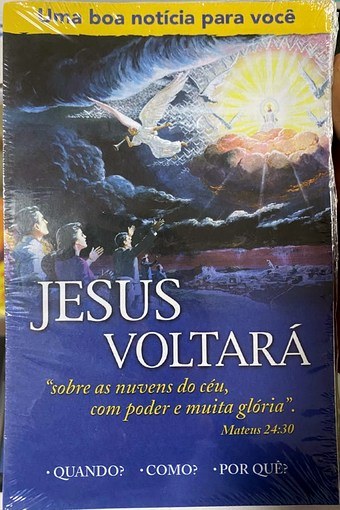 Uma boa notícia para você
JESUS
VOLTARÁ
“sobre as nuvens do céu,
com poder e muita glória”.
Mateus 24:30
• QUANDO? • COMO? • POR QUÊ?